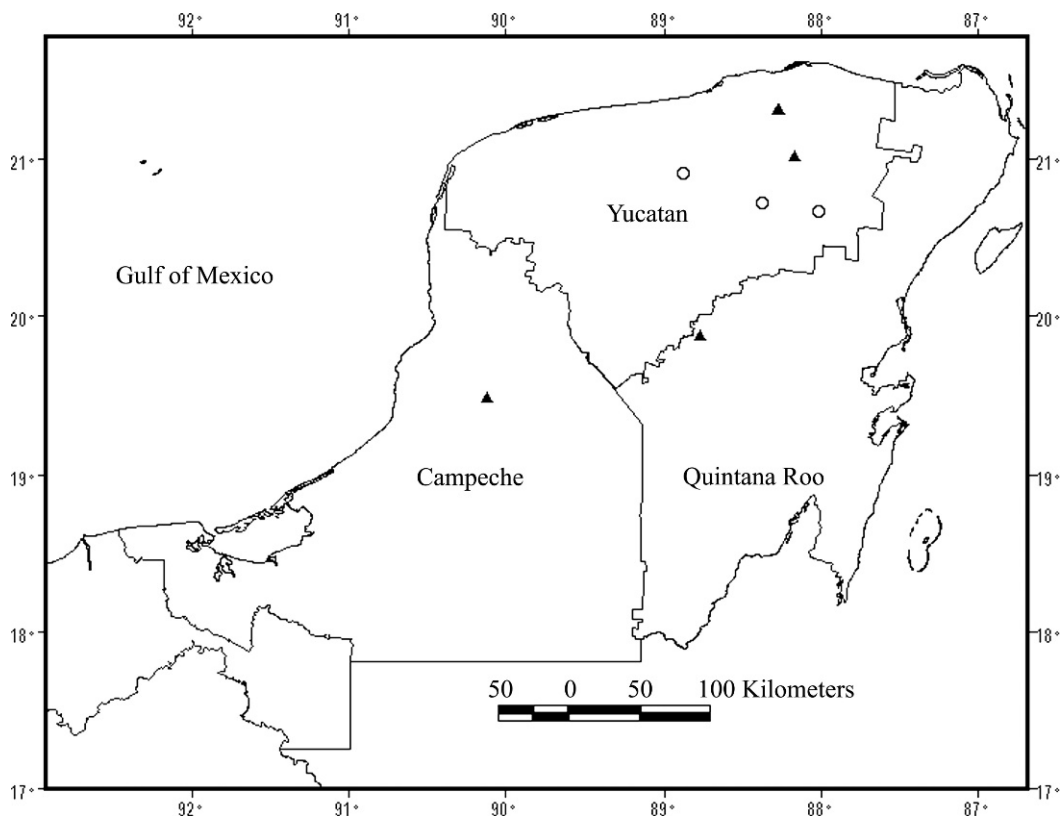 92° 91° 90° 89° 88° 87°
21° 21°
Yucatan
Gulf of Mexico
20° 20°
19° 19°
Campeche Quintana Roo
18° 18°
50 0 50 100 Kilometers
17° 17°
92° 91° 90° 89° 88° 87°